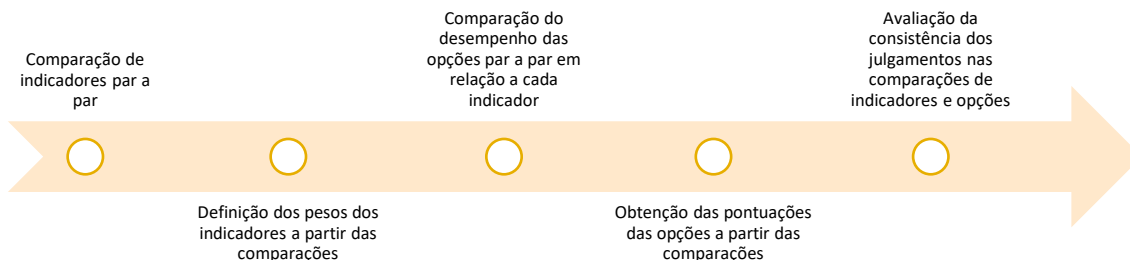 Comparação de
indicadores par a
par
Definição dos pesos dos
indicadores a partir das
comparações
Comparação do
desempenho das
opções par a par em
relação a cada
indicador
Obtenção das pontuações
das opções a partir das
comparações
Avaliação da
consistência dos
julgamentos nas
comparações de
indicadores e opções